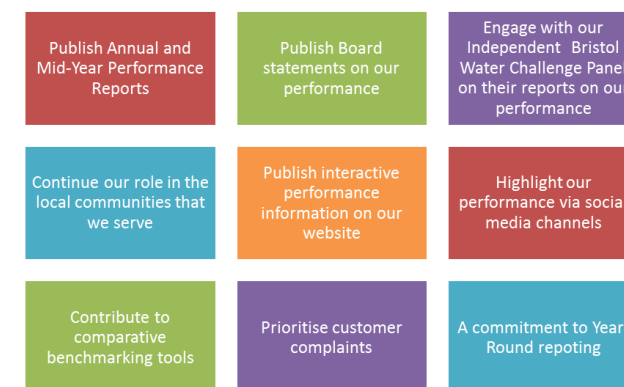 Publish Annual and
Mid-Year Performance
Reports
Publish Board
statements on our
performance
Engage with our
Independent Bristol
Water Challenge Panel
on their reports on our
performance
Continue our role in the
local communities that
we serve
Publish interactive
performance
information on our
website
Highlight our
performance via social
media channels
Contribute to
comparative
benchmarking tools
Prioritise customer
complaints
A commitment to Year
Round repoting